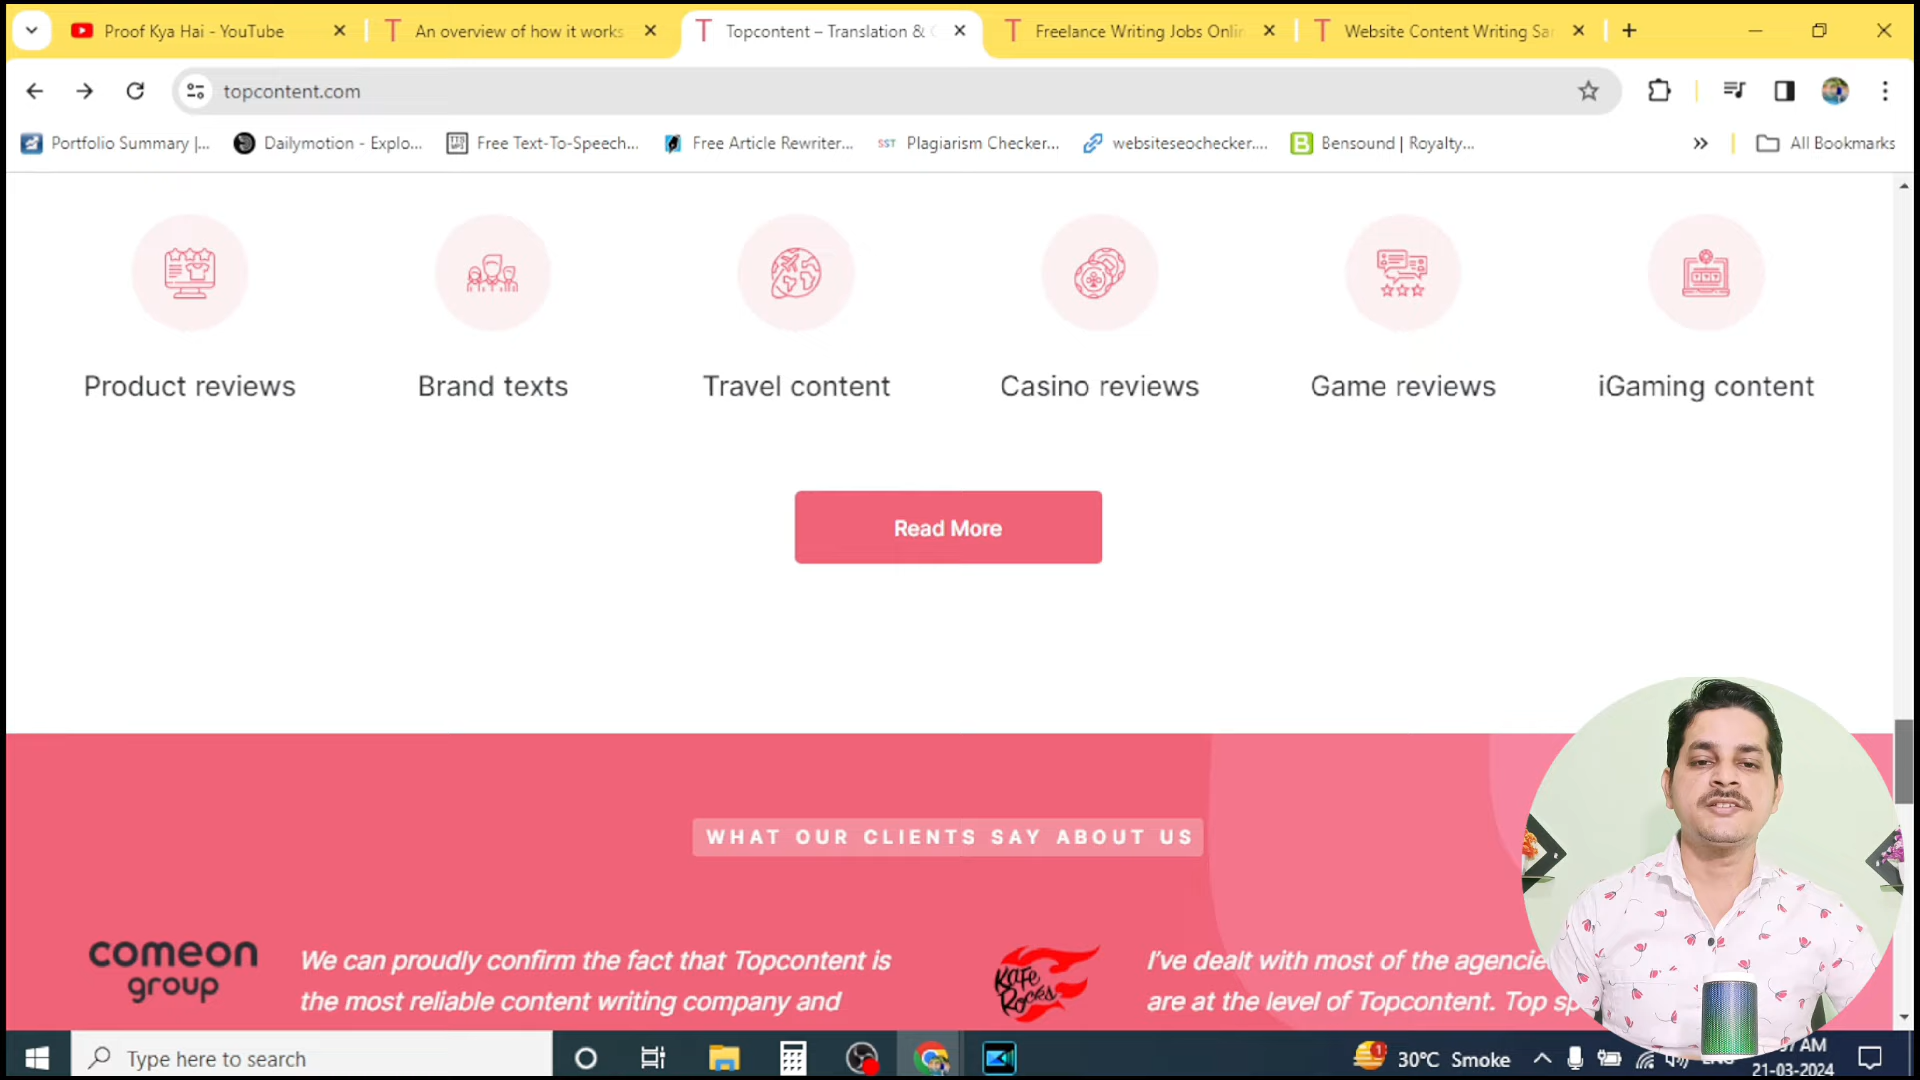 Proof Kya Hai - YouTube
An overview of how it works
Topcontent – Translation &
Freelance Writing Jobs Onlin
Website Content Writing Sa
topcontent.com
Portfolio Summary |...
Dailymotion - Explo...
Free Text-To-Speech...
Free Article Rewriter...
SST Plagiarism Checker...
websiteseochecker....
Bensound | Royalty...
All Bookmarks
Product reviews
Brand texts
Travel content
Casino reviews
Game reviews
iGaming content
Read More
WHAT OUR CLIENTS SAY ABOUT US
comeon
group
We can proudly confirm the fact that Topcontent is
the most reliable content writing company and
KaFe
Rocks
I've dealt with most of the agencie
are at the level of Topcontent. Top sp
Type here to search
1
30°C Smoke
AM
21-03-2024